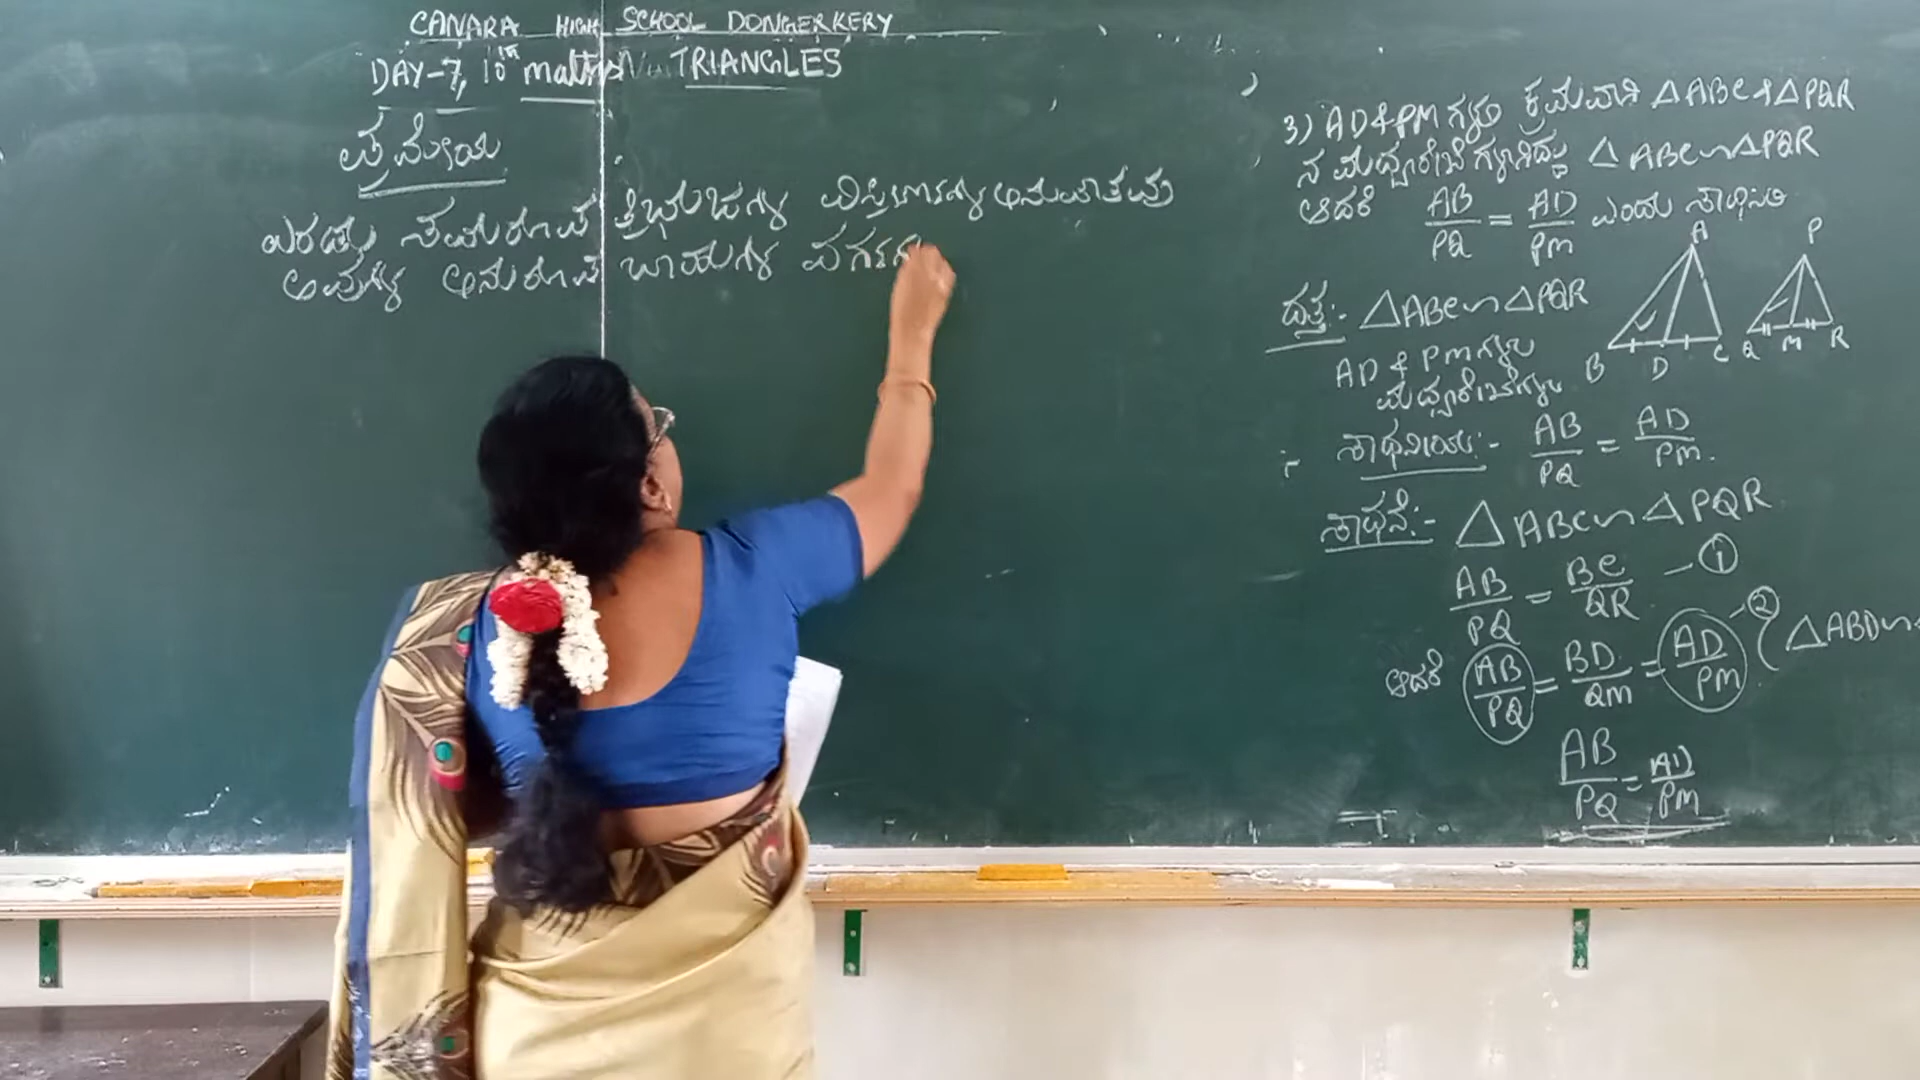 CANARA HIGH SCHOOL DONGERKERY
DAY-7, 10th maths TRIANGLES
ಪ್ರಮೇಯ
ಎರಡು ಸಮರೂಪ ತ್ರಿಭುಜಗಳ ವಿಸ್ತೀರ್ಣಗಳ ಅನುಪಾತವು
ಅವುಗಳ ಅನುರೂಪ ಬಾಹುಗಳ ವರ್ಗಗ
3) AD & PM ಗಳು ಕ್ರಮವಾಗಿ △ABC & △PQR
ನ ಮಧ್ಯರೇಖೆಗಳಾಗಿದ್ದು △ABC ~ △PQR
ಆದರೆ AB/PQ = AD/PM ಎಂದು ಸಾಧಿಸಿರಿ
A P
ದತ್ತ:- △ABC ~ △PQR
B D C Q M R
AD & PM ಗಳು
ಮಧ್ಯರೇಖೆಗಳು
ಸಾಧನೀಯ:- AB/PQ = AD/PM.
ಸಾಧನೆ:- △ABC ~ △PQR
AB/PQ = BC/QR — ①
ಆದರೆ AB/PQ = BD/QM = AD/PM — ② (△ABD ~
AB/PQ = AD/PM